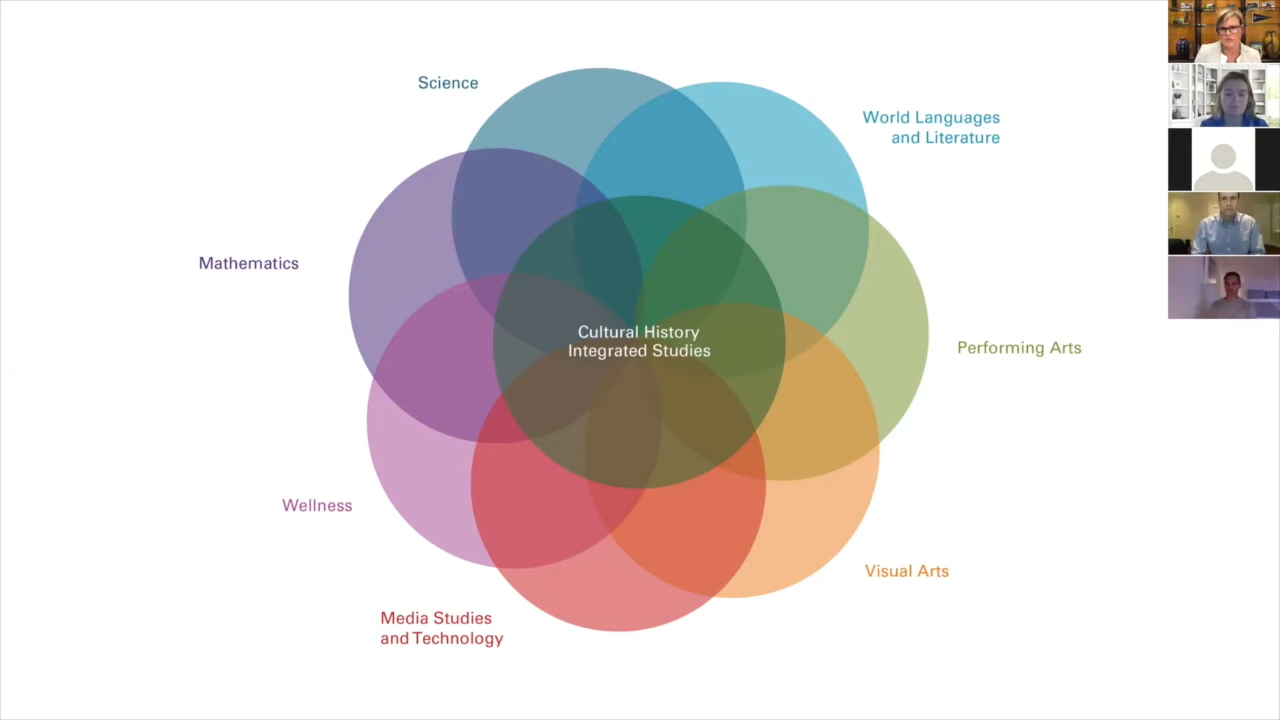 Science
World Languages
and Literature
Mathematics
Cultural History
Integrated Studies
Performing Arts
Wellness
Visual Arts
Media Studies
and Technology